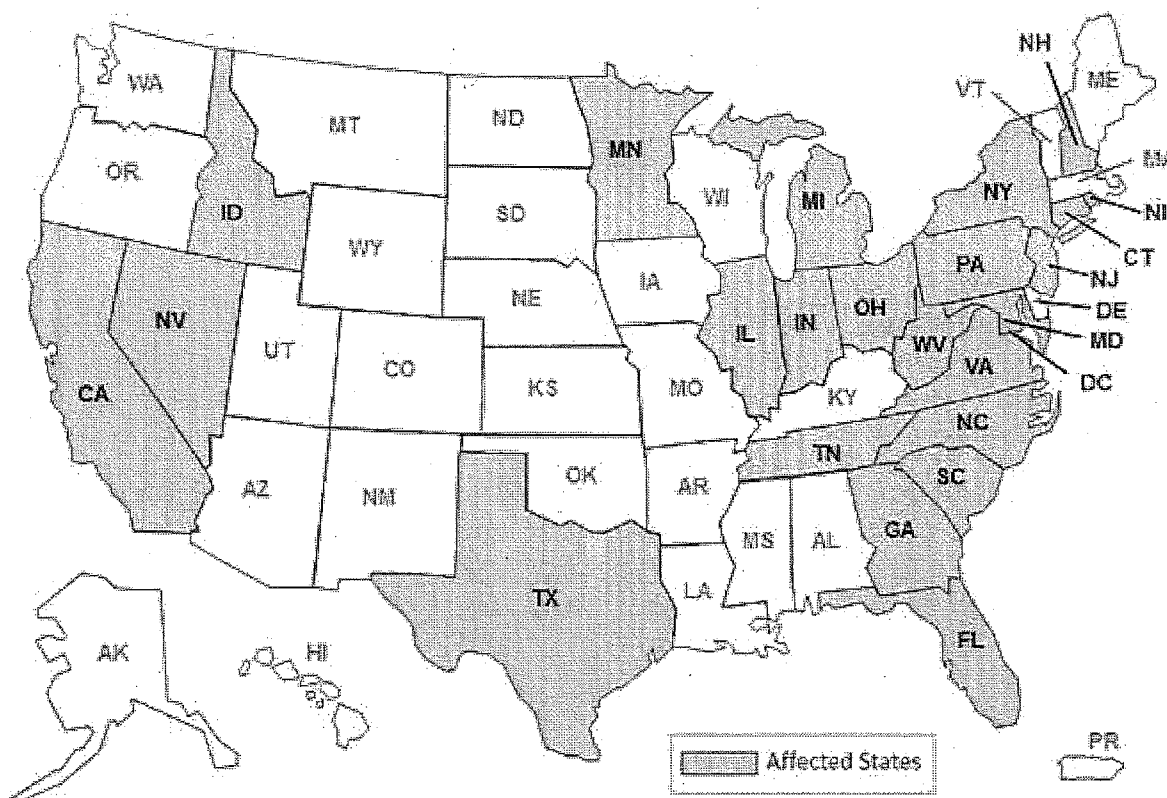 NH
ME
WA
VT
ND
MT
MN
OR
WI
NY
MI
ID
SD
CT
WY
PA
NJ
IA
NE
DE
NV
OH
IL
IN
MD
WV
UT
CO
VA
DC
CA
KS
MO
KY
NC
TN
OK
SC
AZ
NM
AR
GA
MS
AL
TX
LA
FL
AK
HI
PR
Affected States